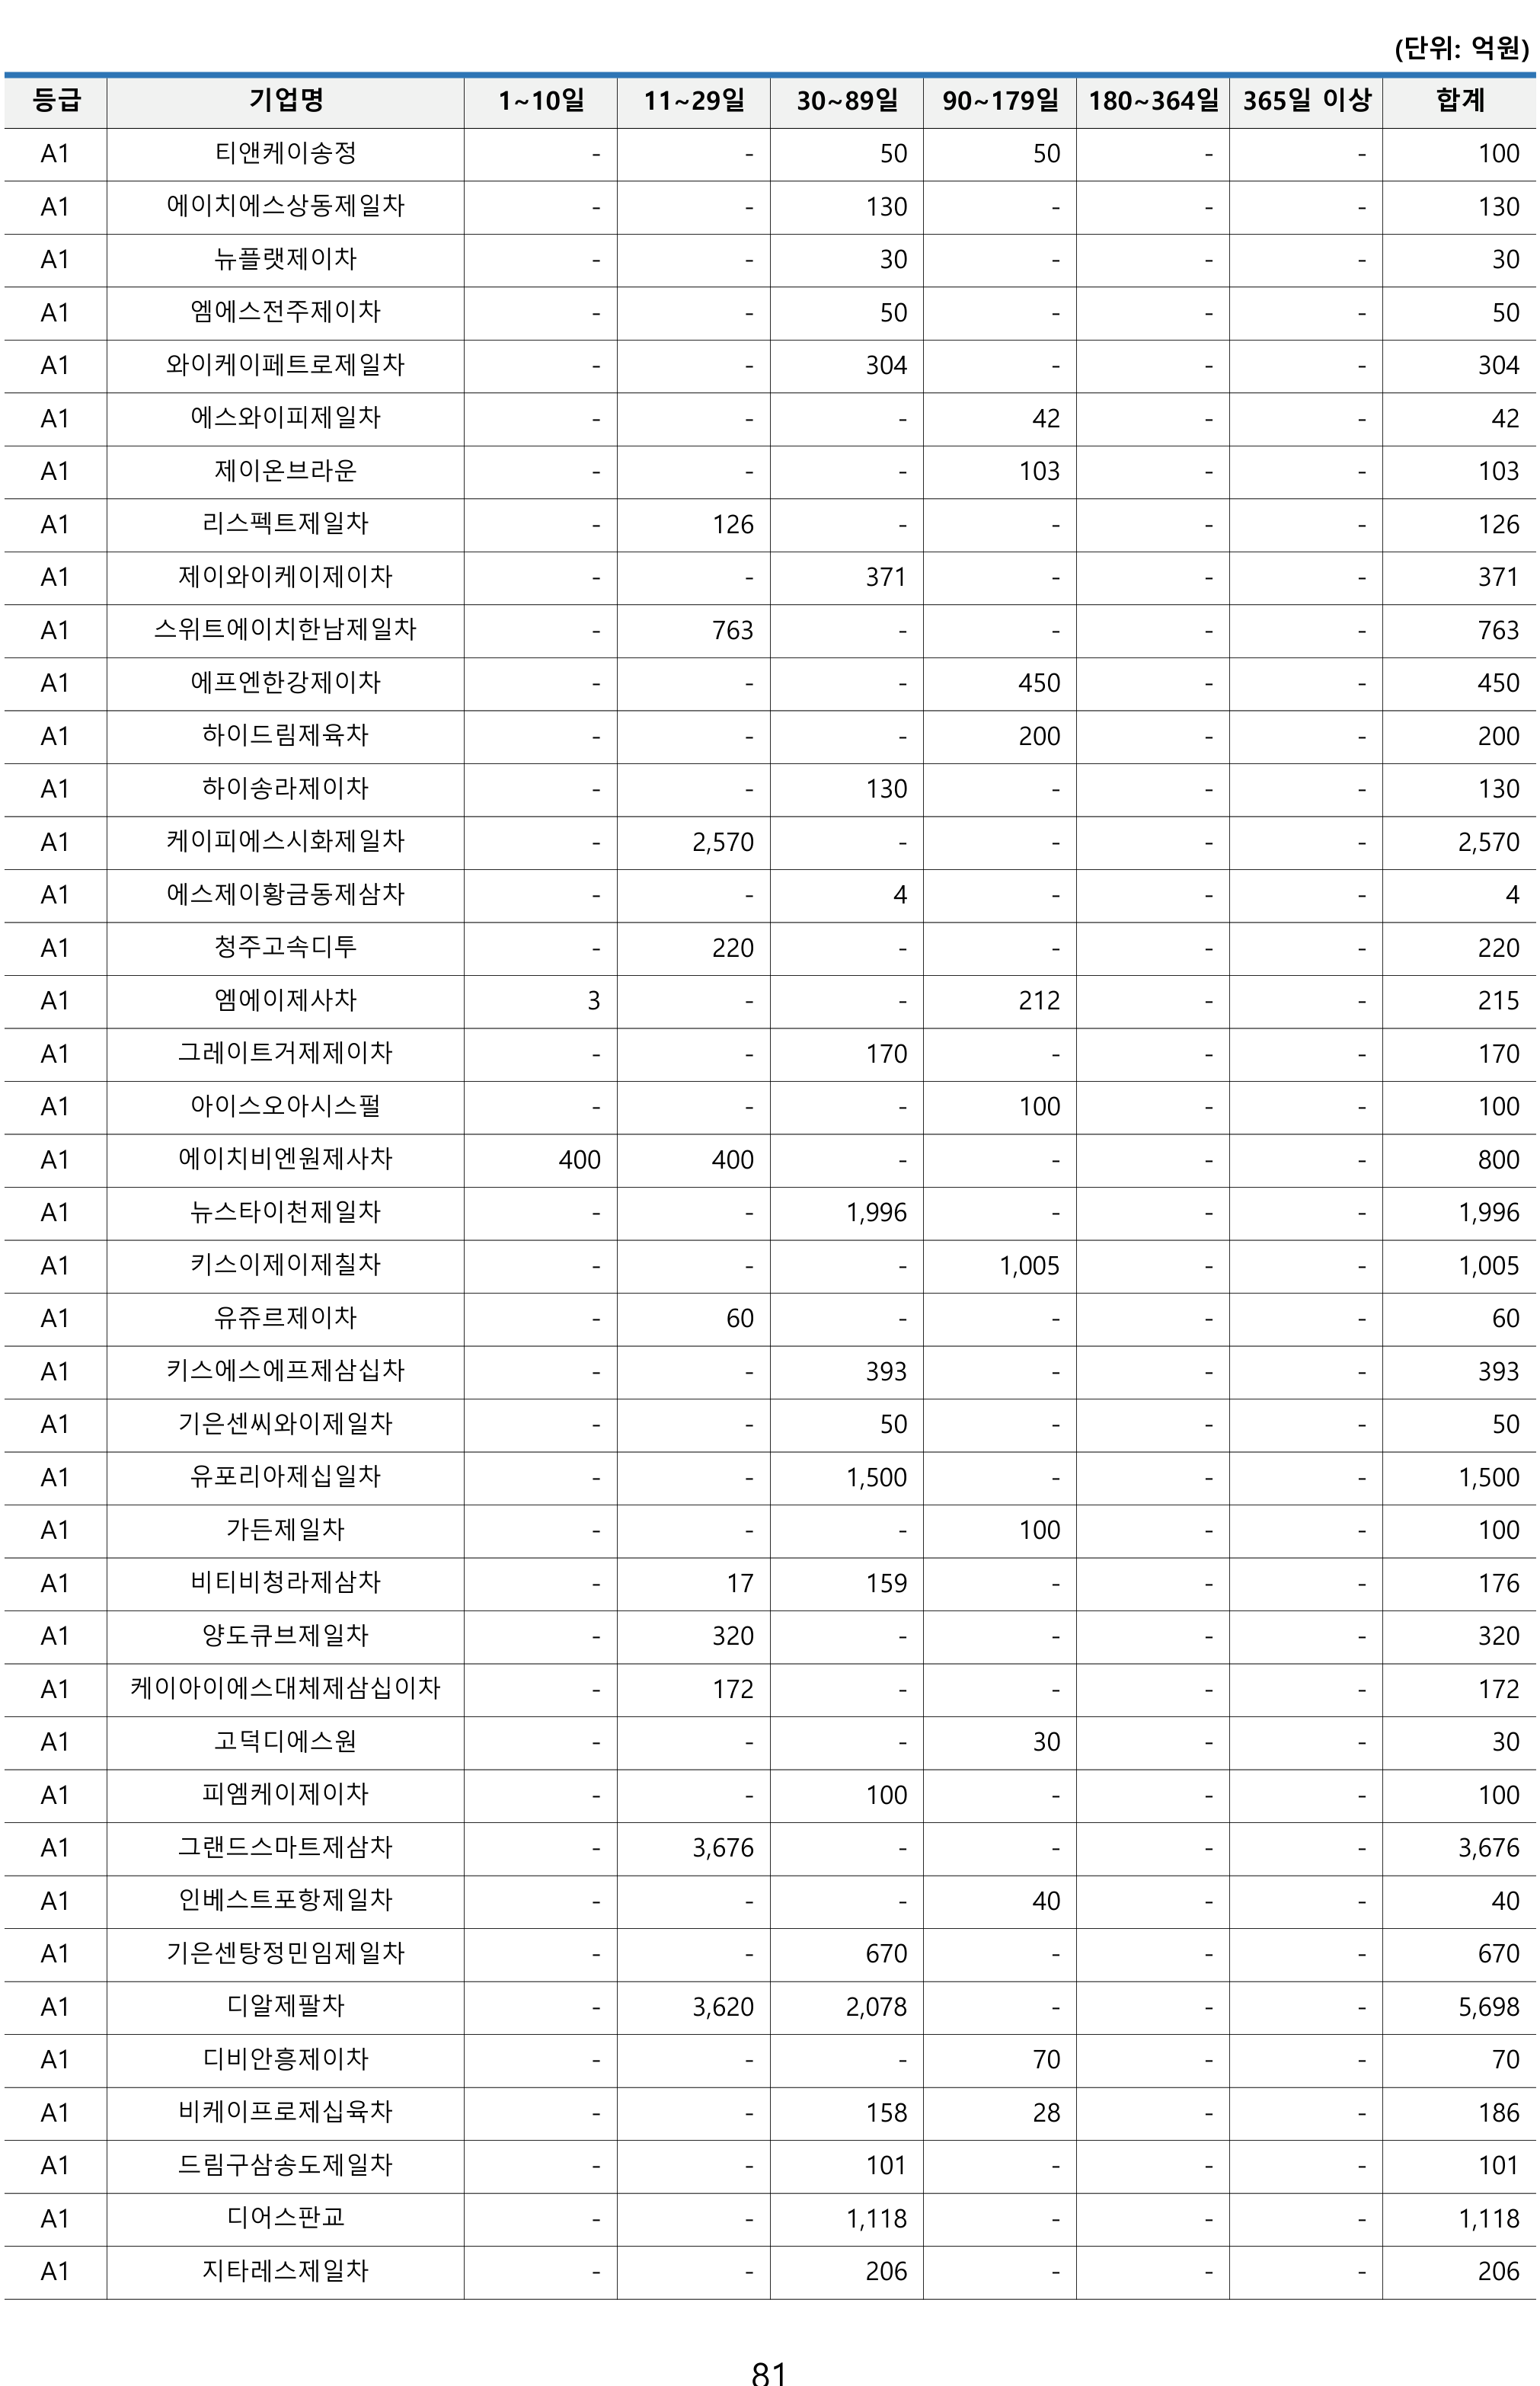 (단위: 억원)
등급 기업명 1~10일 11~29일 30~89일 90~179일 180~364일 365일 이상 합계
A1 티앤케이송정 - - 50 50 - - 100
A1 에이치에스상동제일차 - - 130 - - - 130
A1 뉴플랫제이차 - - 30 - - - 30
A1 엠에스전주제이차 - - 50 - - - 50
A1 와이케이페트로제일차 - - 304 - - - 304
A1 에스와이피제일차 - - - 42 - - 42
A1 제이온브라운 - - - 103 - - 103
A1 리스펙트제일차 - 126 - - - - 126
A1 제이와이케이제이차 - - 371 - - - 371
A1 스위트에이치한남제일차 - 763 - - - - 763
A1 에프엔한강제이차 - - - 450 - - 450
A1 하이드림제육차 - - - 200 - - 200
A1 하이송라제이차 - - 130 - - - 130
A1 케이피에스시화제일차 - 2,570 - - - - 2,570
A1 에스제이황금동제삼차 - - 4 - - - 4
A1 청주고속디투 - 220 - - - - 220
A1 엠에이제사차 3 - - 212 - - 215
A1 그레이트거제제이차 - - 170 - - - 170
A1 아이스오아시스펄 - - - 100 - - 100
A1 에이치비엔원제사차 400 400 - - - - 800
A1 뉴스타이천제일차 - - 1,996 - - - 1,996
A1 키스이제이제칠차 - - - 1,005 - - 1,005
A1 유쥬르제이차 - 60 - - - - 60
A1 키스에스에프제삼십차 - - 393 - - - 393
A1 기은센씨와이제일차 - - 50 - - - 50
A1 유포리아제십일차 - - 1,500 - - - 1,500
A1 가든제일차 - - - 100 - - 100
A1 비티비청라제삼차 - 17 159 - - - 176
A1 양도큐브제일차 - 320 - - - - 320
A1 케이아이에스대체제삼십이차 - 172 - - - - 172
A1 고덕디에스원 - - - 30 - - 30
A1 피엠케이제이차 - - 100 - - - 100
A1 그랜드스마트제삼차 - 3,676 - - - - 3,676
A1 인베스트포항제일차 - - - 40 - - 40
A1 기은센탕정민임제일차 - - 670 - - - 670
A1 디알제팔차 - 3,620 2,078 - - - 5,698
A1 디비안흥제이차 - - - 70 - - 70
A1 비케이프로제십육차 - - 158 28 - - 186
A1 드림구삼송도제일차 - - 101 - - - 101
A1 디어스판교 - - 1,118 - - - 1,118
A1 지타레스제일차 - - 206 - - - 206
81